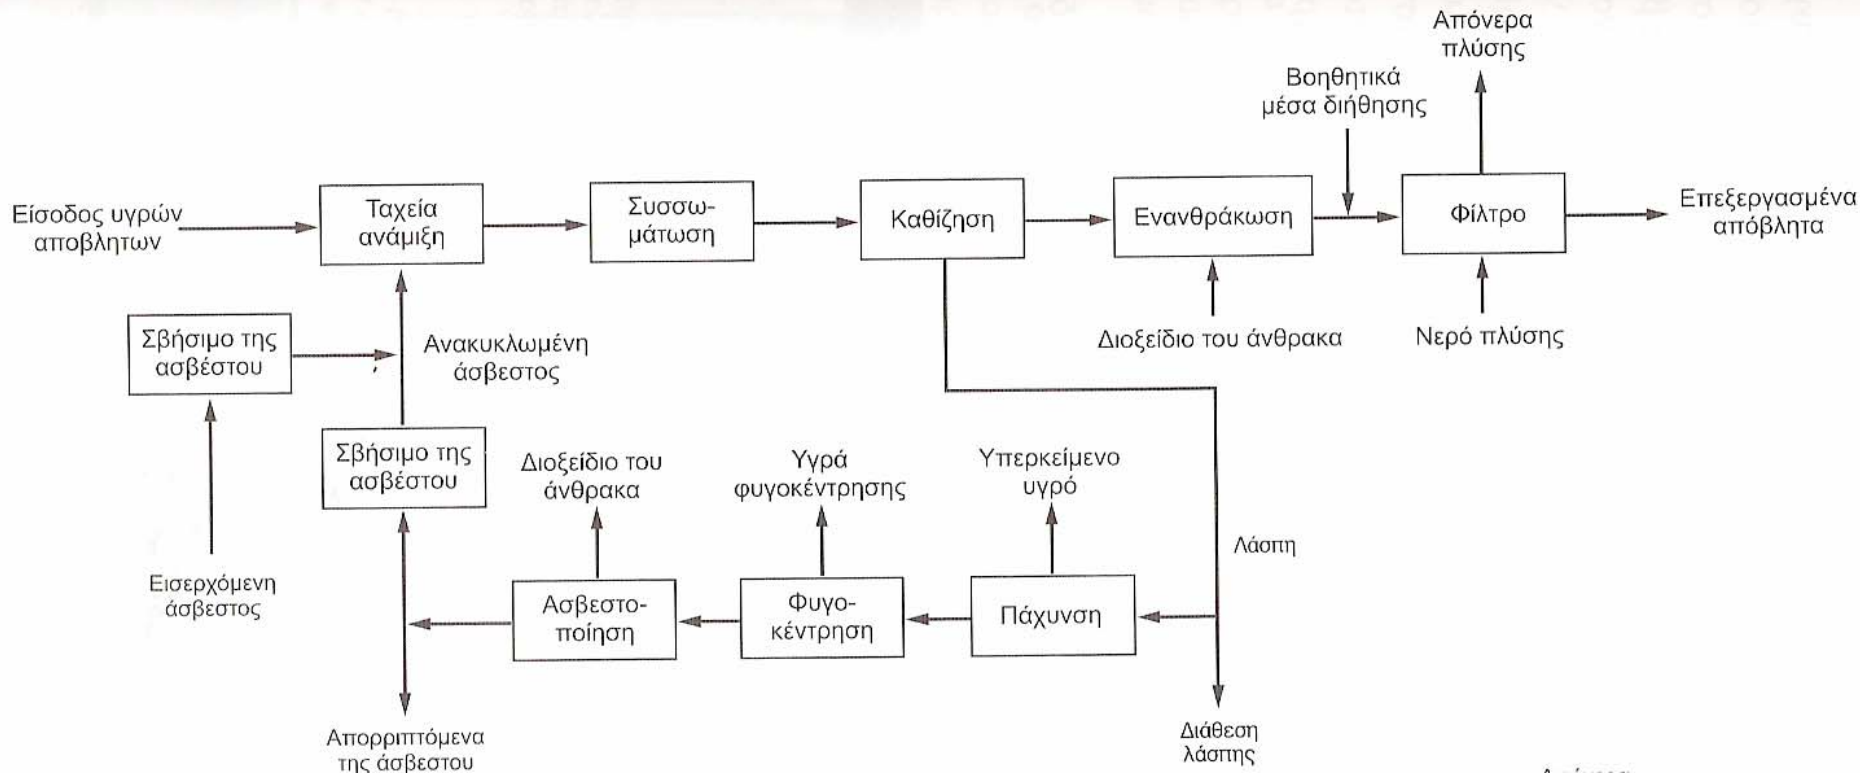 Απόνερα
πλύσης
Βοηθητικά
μέσα διήθησης
Είσοδος υγρών
αποβλητων
Ταχεία
ανάμιξη
Συσσω-
μάτωση
Καθίζηση
Ενανθράκωση
Φίλτρο
Επεξεργασμένα
απόβλητα
Σβήσιμο της
ασβέστου
Ανακυκλωμένη
άσβεστος
Διοξείδιο του άνθρακα
Νερό πλύσης
Σβήσιμο της
ασβέστου
Διοξείδιο του
άνθρακα
Υγρά
φυγοκέντρησης
Υπερκείμενο
υγρό
Λάσπη
Εισερχόμενη
άσβεστος
Ασβεστο-
ποίηση
Φυγο-
κέντρηση
Πάχυνση
Απορριπτόμενα
της άσβεστου
Διάθεση
λάσπης